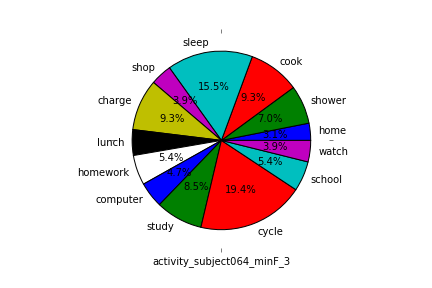 sleep
cook
shop
15.5%
9.3%
3.9%
charge
shower
9.3%
7.0%
home
lunch
3.9%
watch
5.4%
5.4%
school
homework
8.5%
19.4%
computer
study
cycle
activity_subject064_minF_3